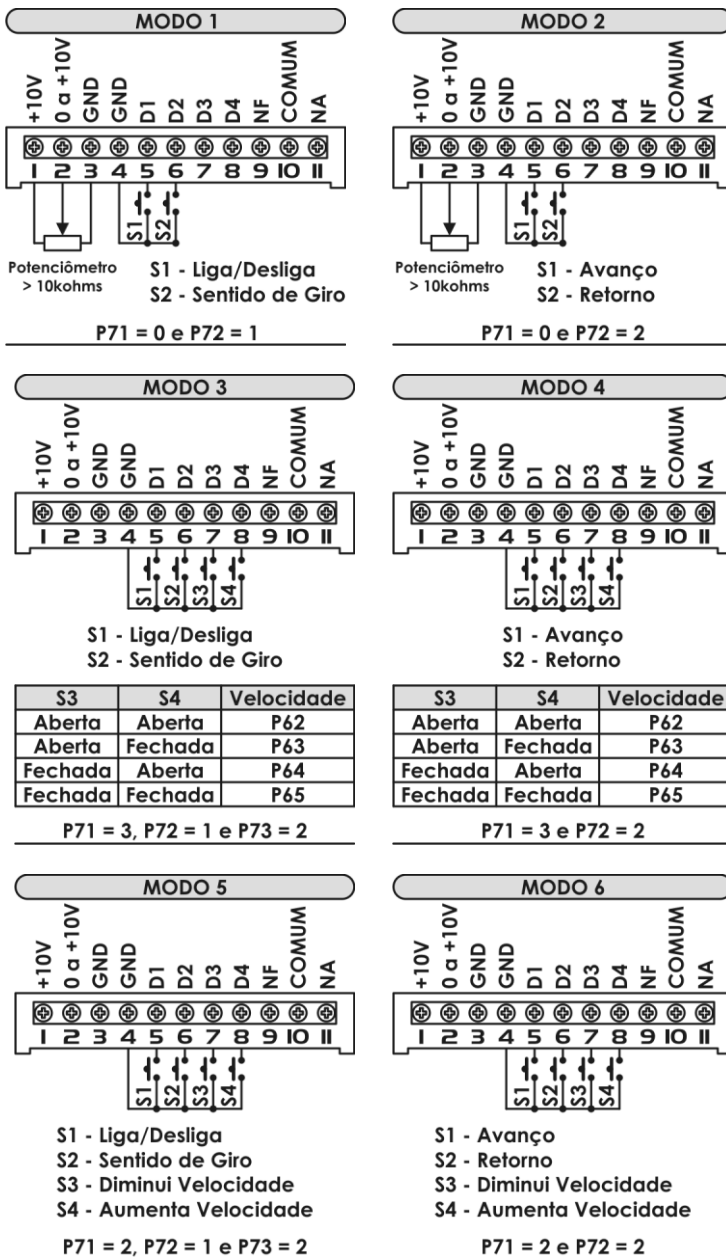 MODO 1
+10V
0 a +10V
GND
GND
D1
D2
D3
D4
NF
COMUM
NA
1 2 3 4 5 6 7 8 9 10 11
S1
S2
Potenciômetro
> 10kohms
S1 - Liga/Desliga
S2 - Sentido de Giro
P71 = 0 e P72 = 1
MODO 2
+10V
0 a +10V
GND
GND
D1
D2
D3
D4
NF
COMUM
NA
1 2 3 4 5 6 7 8 9 10 11
S1
S2
Potenciômetro
> 10kohms
S1 - Avanço
S2 - Retorno
P71 = 0 e P72 = 2
MODO 3
+10V
0 a +10V
GND
GND
D1
D2
D3
D4
NF
COMUM
NA
1 2 3 4 5 6 7 8 9 10 11
S1
S2
S3
S4
S1 - Liga/Desliga
S2 - Sentido de Giro
S3 S4 Velocidade
Aberta Aberta P62
Aberta Fechada P63
Fechada Aberta P64
Fechada Fechada P65
P71 = 3, P72 = 1 e P73 = 2
MODO 4
+10V
0 a +10V
GND
GND
D1
D2
D3
D4
NF
COMUM
NA
1 2 3 4 5 6 7 8 9 10 11
S1
S2
S3
S4
S1 - Avanço
S2 - Retorno
S3 S4 Velocidade
Aberta Aberta P62
Aberta Fechada P63
Fechada Aberta P64
Fechada Fechada P65
P71 = 3 e P72 = 2
MODO 5
+10V
0 a +10V
GND
GND
D1
D2
D3
D4
NF
COMUM
NA
1 2 3 4 5 6 7 8 9 10 11
S1
S2
S3
S4
S1 - Liga/Desliga
S2 - Sentido de Giro
S3 - Diminui Velocidade
S4 - Aumenta Velocidade
P71 = 2, P72 = 1 e P73 = 2
MODO 6
+10V
0 a +10V
GND
GND
D1
D2
D3
D4
NF
COMUM
NA
1 2 3 4 5 6 7 8 9 10 11
S1
S2
S3
S4
S1 - Avanço
S2 - Retorno
S3 - Diminui Velocidade
S4 - Aumenta Velocidade
P71 = 2 e P72 = 2